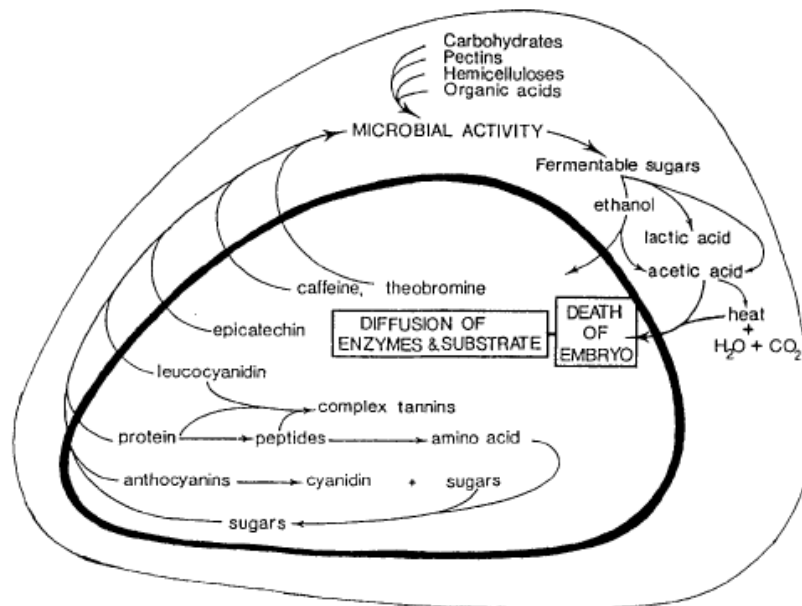 Carbohydrates
Pectins
Hemicelluloses
Organic acids
MICROBIAL ACTIVITY
Fermentable sugars
ethanol
lactic acid
acetic acid
caffeine, theobromine
heat
+
H₂O + CO₂
DIFFUSION OF
ENZYMES & SUBSTRATE
DEATH
OF
EMBRYO
epicatechin
leucocyanidin
complex tannins
protein peptides amino acid
anthocyanins cyanidin + sugars
sugars